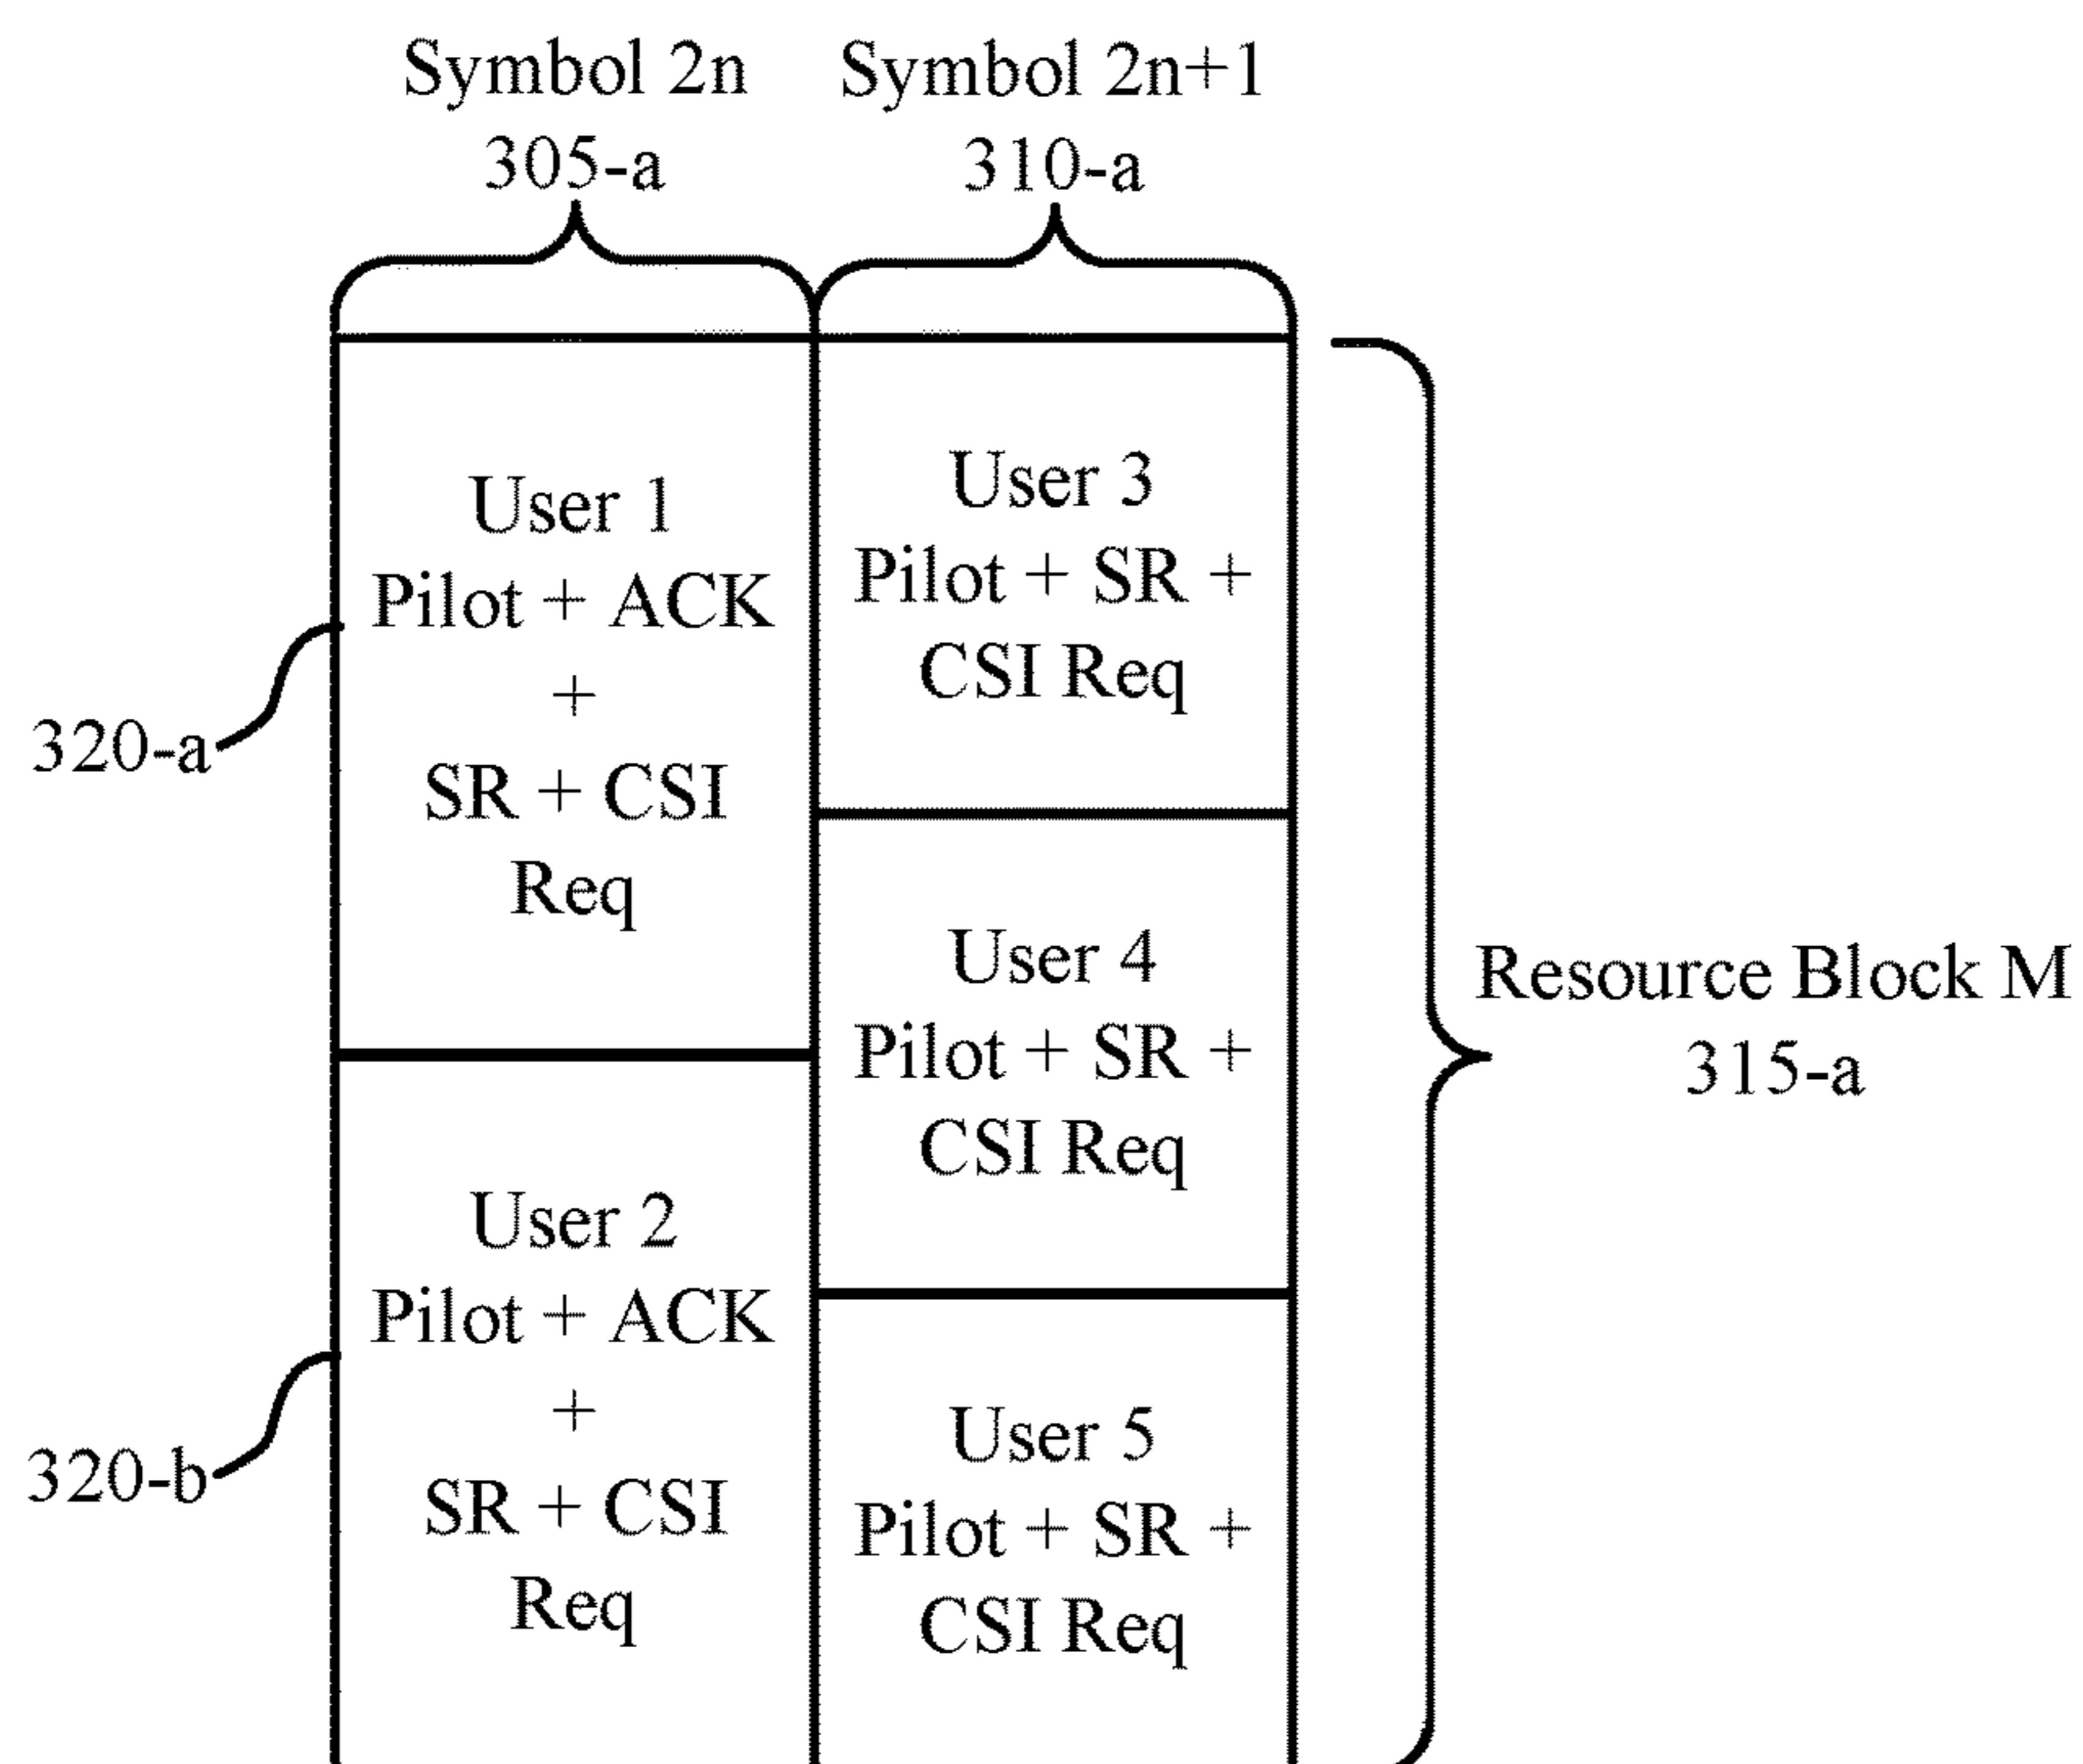 Symbol 2n
305-a
Symbol 2n+1
310-a
User 1
Pilot + ACK
+
SR + CSI
Req
320-a
User 2
Pilot + ACK
+
SR + CSI
Req
320-b
User 3
Pilot + SR +
CSI Req
User 4
Pilot + SR +
CSI Req
User 5
Pilot + SR +
CSI Req
Resource Block M
315-a